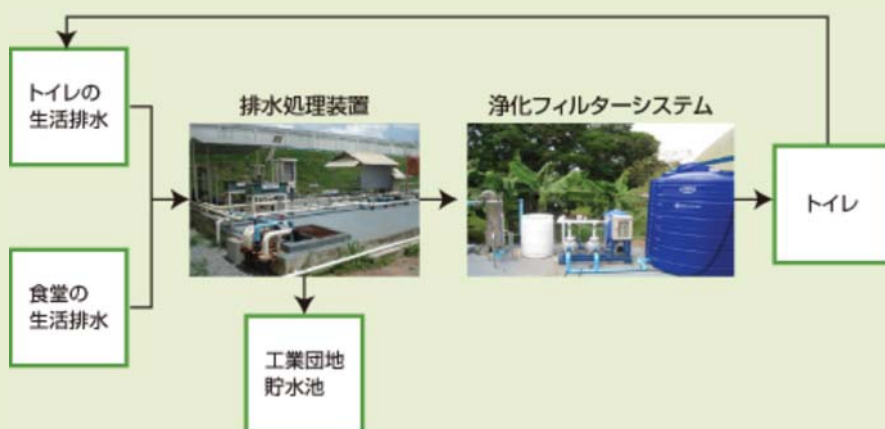 トイレの
生活排水
排水処理装置
浄化フィルターシステム
トイレ
食堂の
生活排水
工業団地
貯水池